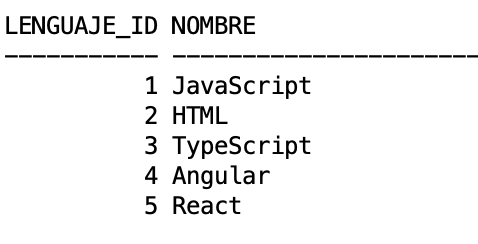 LENGUAJE_ID NOMBRE
----------- ----------------------
1 JavaScript
2 HTML
3 TypeScript
4 Angular
5 React